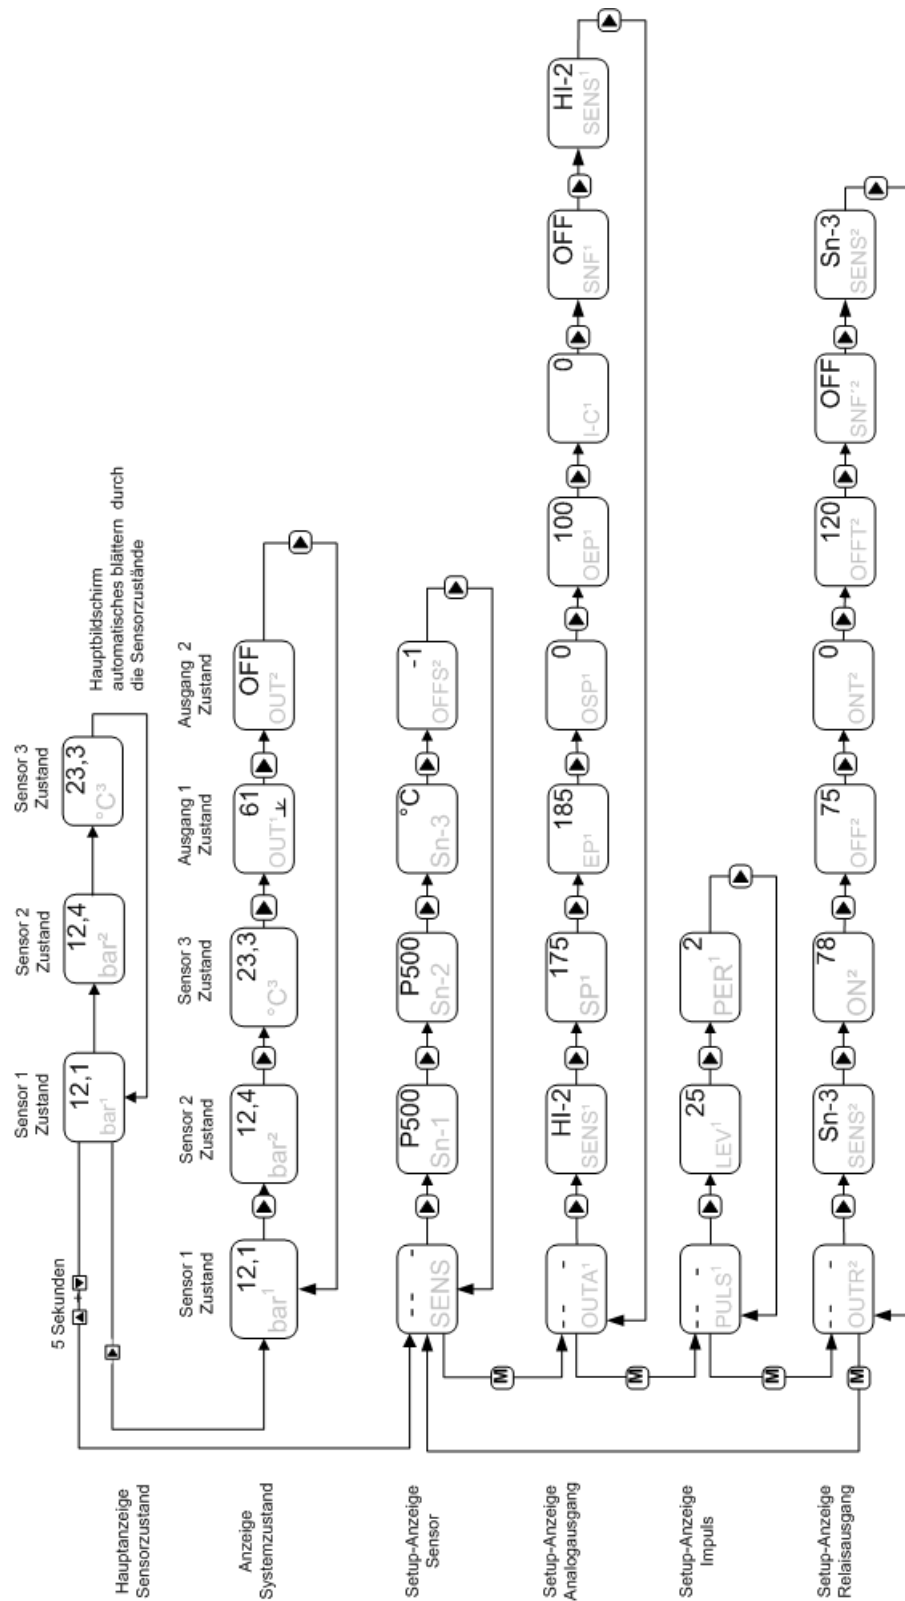 Hauptanzeige
Sensorzustand
5 Sekunden
+
Sensor 1
Zustand
12,1
bar¹
Sensor 2
Zustand
12,4
bar²
Sensor 3
Zustand
23,3
°C³
Hauptbildschirm
automatisches blättern durch
die Sensorzustände
Anzeige
Systemzustand
Sensor 1
Zustand
12,1
bar¹
Sensor 2
Zustand
12,4
bar²
Sensor 3
Zustand
23,3
°C³
Ausgang 1
Zustand
61
OUT¹
Ausgang 2
Zustand
OFF
OUT²
Setup-Anzeige
Sensor
- - -
SENS
P500
Sn-1
P500
Sn-2
°C
Sn-3
-1
OFFS²
M
Setup-Anzeige
Analogausgang
- - -
OUTA¹
HI-2
SENS¹
175
SP¹
185
EP¹
0
OSP¹
100
OEP¹
0
I-C¹
OFF
SNF¹
HI-2
SENS¹
M
Setup-Anzeige
Impuls
- - -
PULS¹
25
LEV¹
2
PER¹
M
Setup-Anzeige
Relaisausgang
- - -
OUTR²
Sn-3
SENS²
78
ON²
75
OFF²
0
ONT²
120
OFFT²
OFF
SNF'²
Sn-3
SENS²
M